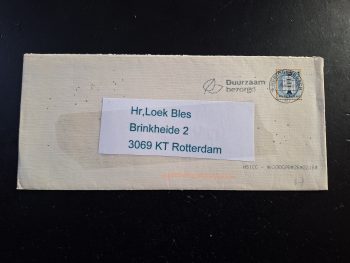 Duurzaam
bezorgd
Hr,Loek Bles
Brinkheide 2
3069 KT Rotterdam